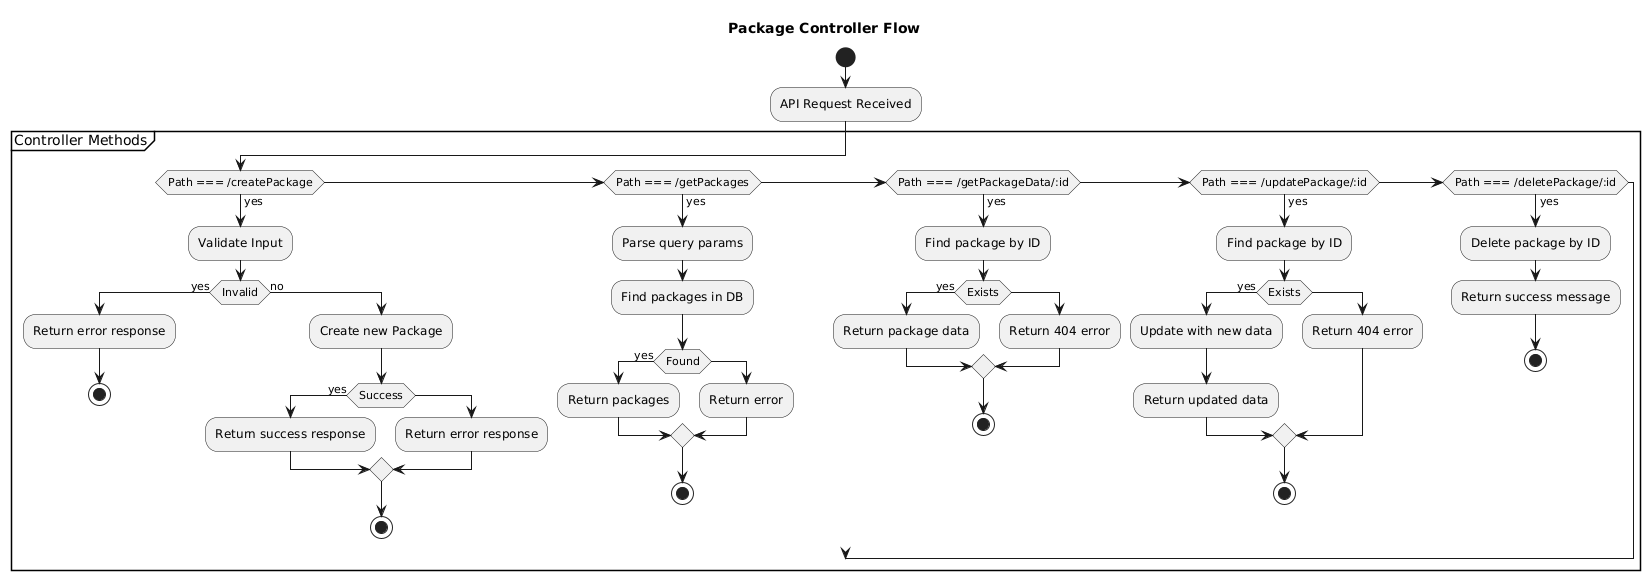 Package Controller Flow
API Request Received
Controller Methods
Path === /createPackage
yes
Validate Input
Invalid
yes
no
Return error response
Create new Package
Success
yes
Return success response
Return error response
Path === /getPackages
yes
Parse query params
Find packages in DB
Found
yes
Return packages
Return error
Path === /getPackageData/:id
yes
Find package by ID
Exists
yes
Return package data
Return 404 error
Path === /updatePackage/:id
yes
Find package by ID
Exists
yes
Update with new data
Return 404 error
Return updated data
Path === /deletePackage/:id
yes
Delete package by ID
Return success message